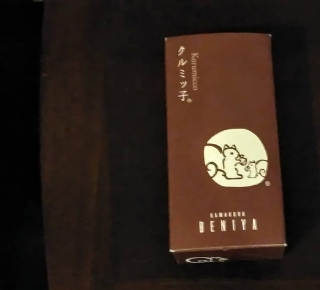 クルミッ子®
Kurumicco
®
KAMAKURA
BENIYA